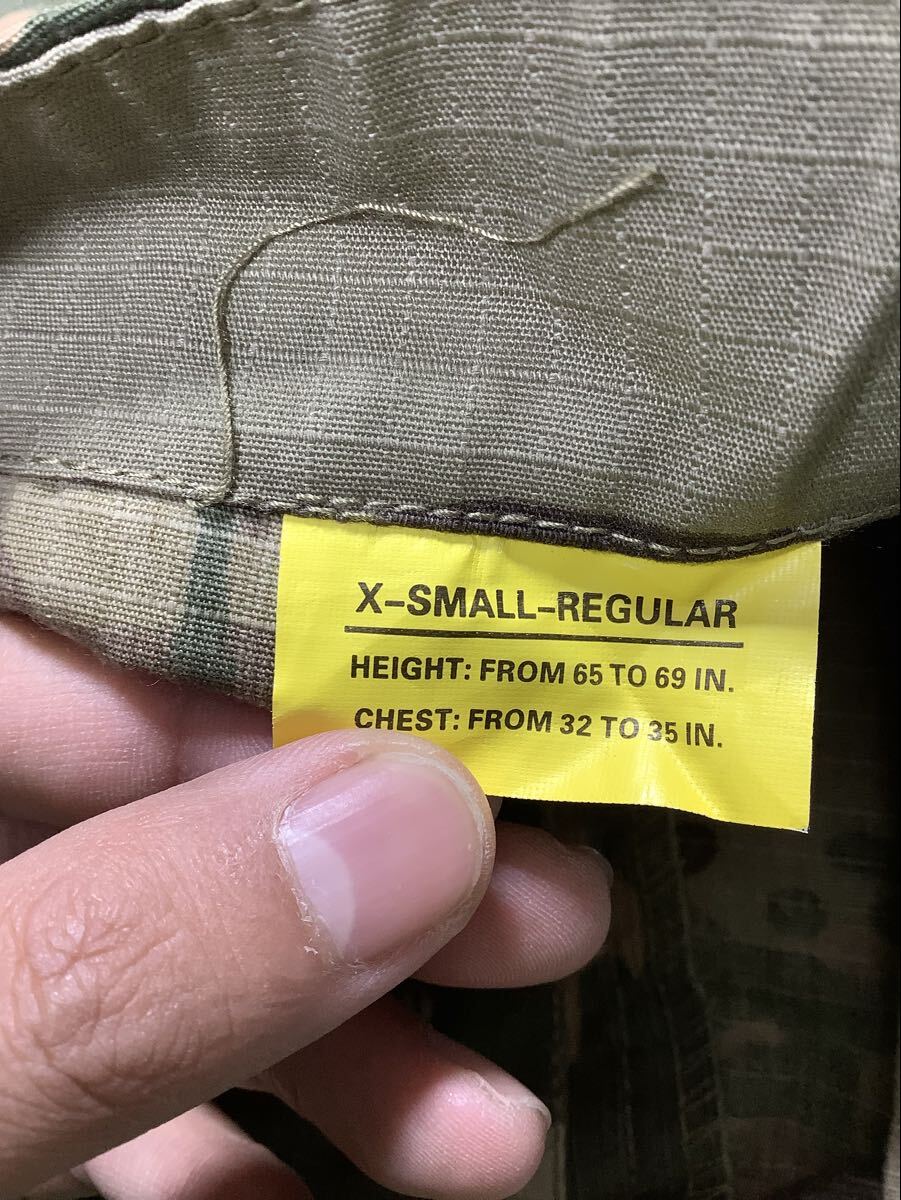 X-SMALL-REGULAR
HEIGHT: FROM 65 TO 69 IN.
CHEST: FROM 32 TO 35 IN.